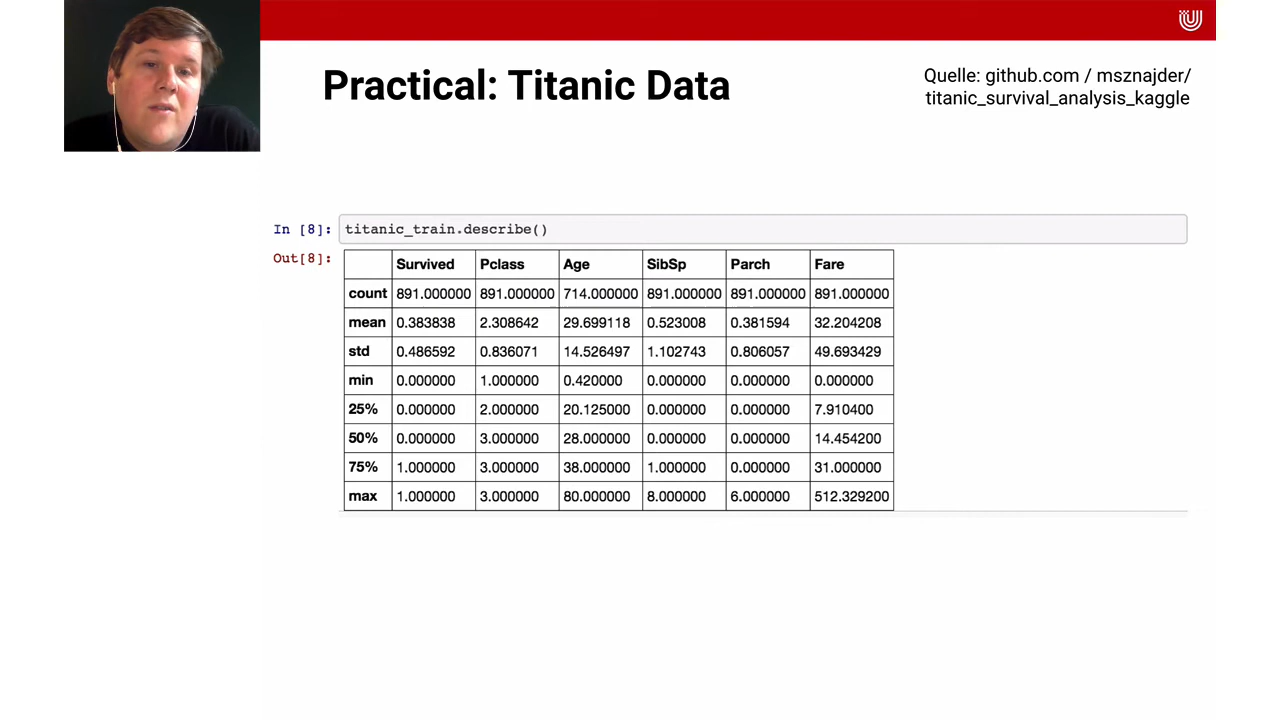 Practical: Titanic Data
Quelle: github.com / msznajder/
titanic_survival_analysis_kaggle
In [8]: titanic_train.describe()
Out[8]:
Survived Pclass Age SibSp Parch Fare
count 891.000000 891.000000 714.000000 891.000000 891.000000 891.000000
mean 0.383838 2.308642 29.699118 0.523008 0.381594 32.204208
std 0.486592 0.836071 14.526497 1.102743 0.806057 49.693429
min 0.000000 1.000000 0.420000 0.000000 0.000000 0.000000
25% 0.000000 2.000000 20.125000 0.000000 0.000000 7.910400
50% 0.000000 3.000000 28.000000 0.000000 0.000000 14.454200
75% 1.000000 3.000000 38.000000 1.000000 0.000000 31.000000
max 1.000000 3.000000 80.000000 8.000000 6.000000 512.329200